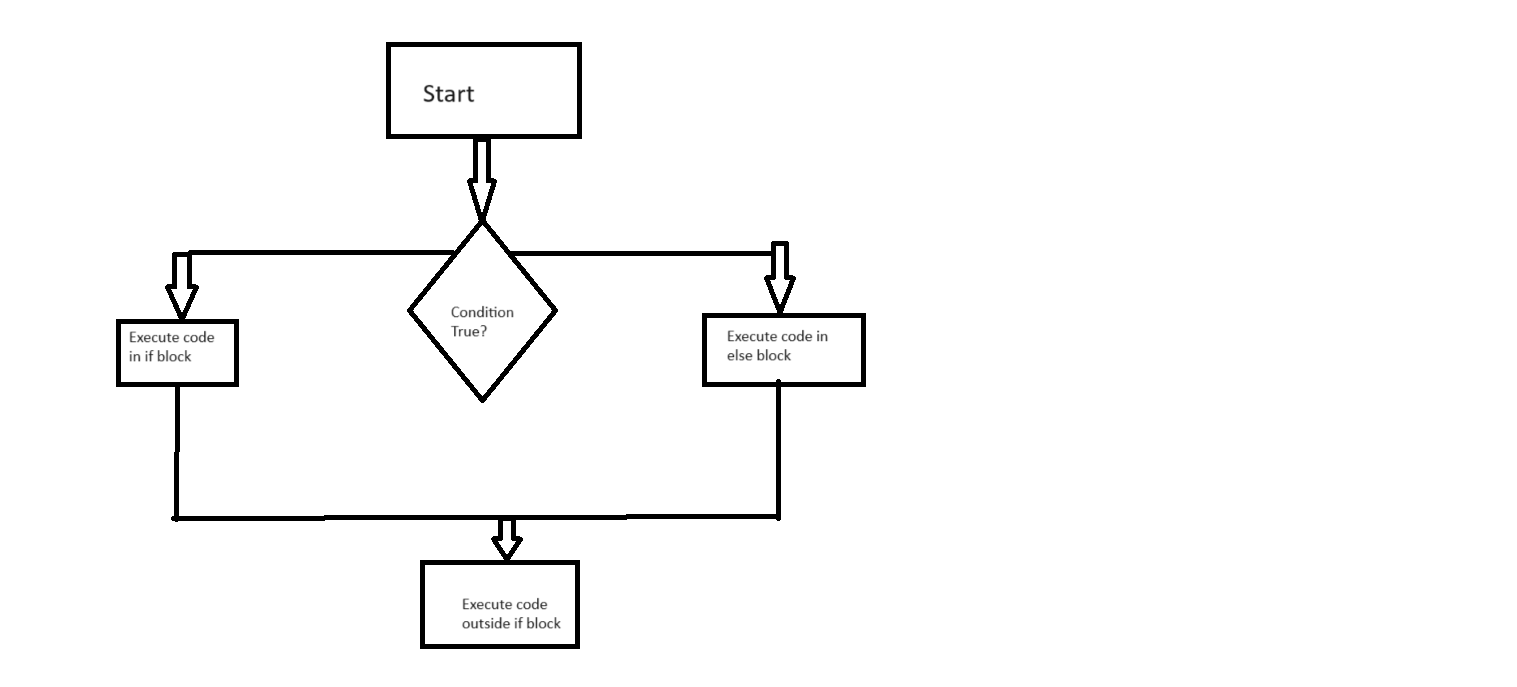 Start
Condition
True?
Execute code
in if block
Execute code in
else block
Execute code
outside if block